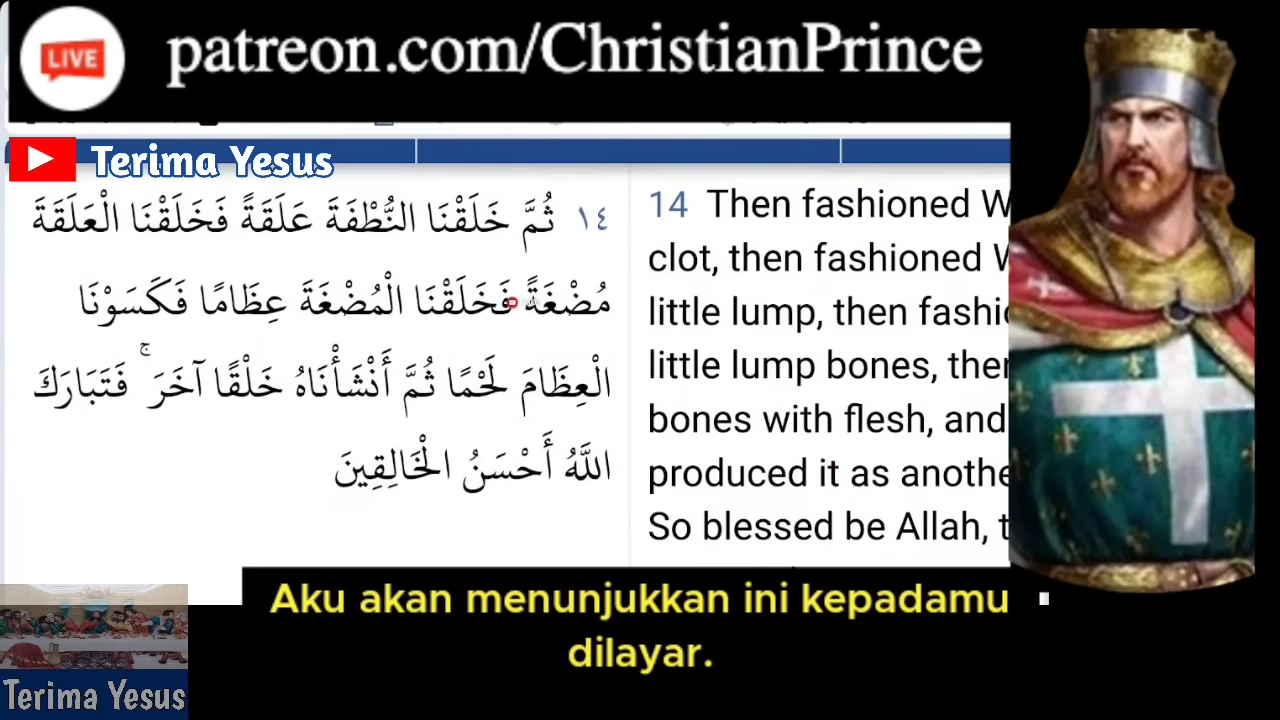 LIVE
patreon.com/ChristianPrince
Terima Yesus
١٤ ثُمَّ خَلَقْنَا النُّطْفَةَ عَلَقَةً فَخَلَقْنَا الْعَلَقَةَ
مُضْغَةً فَخَلَقْنَا الْمُضْغَةَ عِظَامًا فَكَسَوْنَا
الْعِظَامَ لَحْمًا ثُمَّ أَنْشَأْنَاهُ خَلْقًا آخَرَ ۚ فَتَبَارَكَ
اللَّهُ أَحْسَنُ الْخَالِقِينَ
14 Then fashioned
clot, then fashioned
little lump, then
little lump bones,
bones with flesh, and
produced it as
So blessed be Allah,
Aku akan menunjukkan ini kepadamu
dilayar.
Terima Yesus